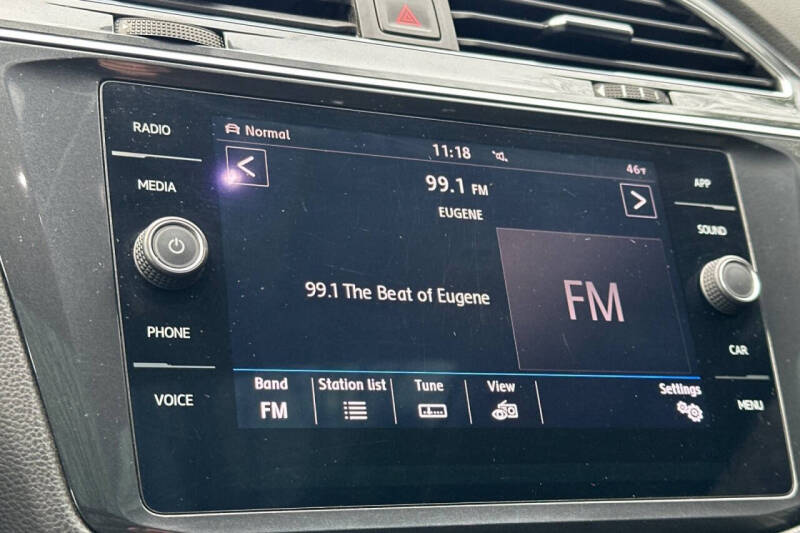 RADIO
MEDIA
PHONE
VOICE
Normal
11:18
46°F
99.1 FM
EUGENE
99.1 The Beat of Eugene
FM
Band
FM
Station list
Tune
View
Settings
APP
SOUND
CAR
MENU